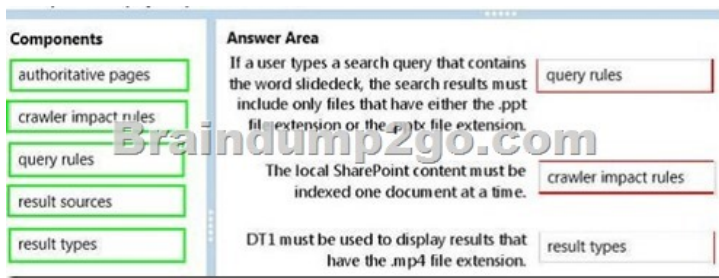 Components
authoritative pages
crawler impact rules
query rules
result sources
result types
Answer Area
If a user types a search query that contains
the word slidedeck, the search results must
include only files that have either the .ppt
file extension or the .pptx file extension.
query rules
The local SharePoint content must be
indexed one document at a time.
crawler impact rules
DT1 must be used to display results that
have the .mp4 file extension.
result types
Braindump2go.com